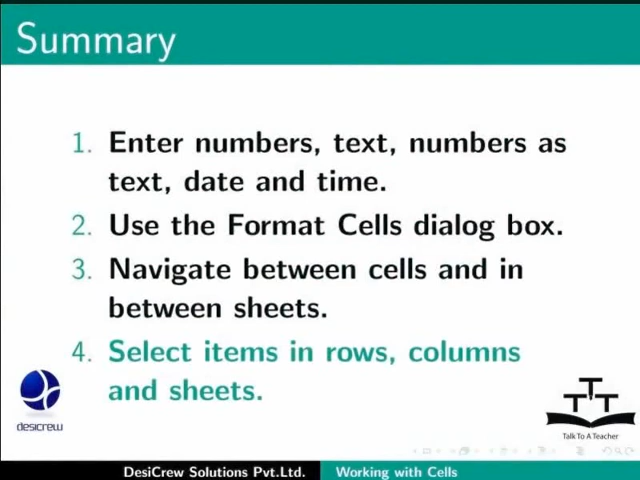 Summary
1. Enter numbers, text, numbers as
text, date and time.
2. Use the Format Cells dialog box.
3. Navigate between cells and in
between sheets.
4. Select items in rows, columns
and sheets.
desicrew
TTT
Talk To A Teacher
DesiCrew Solutions Pvt.Ltd. Working with Cells